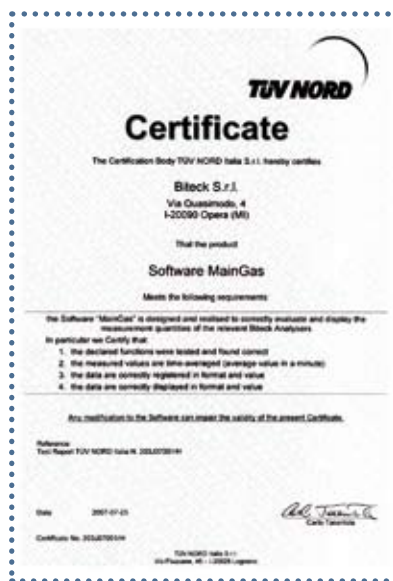 TÜV NORD
Certificate
The Certification Body TÜV NORD Italia S.r.l. hereby certifies
Biteck S.r.l.
Via Quasimodo, 4
I-20090 Opera (MI)
That the product
Software MainGas
Meets the following requirements
the Software "MainGas" is designed and realised to correctly evaluate and display the
measurement quantities of the relevant Biteck Analysers
In particular we Certify that
1. the declared functions were tested and found correct
2. the measured values are time-averaged (average value in a minute)
3. the data are correctly registered in format and value
4. the data are correctly displayed in format and value
Any modification to the Software can impair the validity of the present Certificate.
Reference
Test Report TÜV NORD Italia N.
Date 2007-07-23
Carlo Tarantola
Certificate No.
TÜV NORD Italia S.r.l.